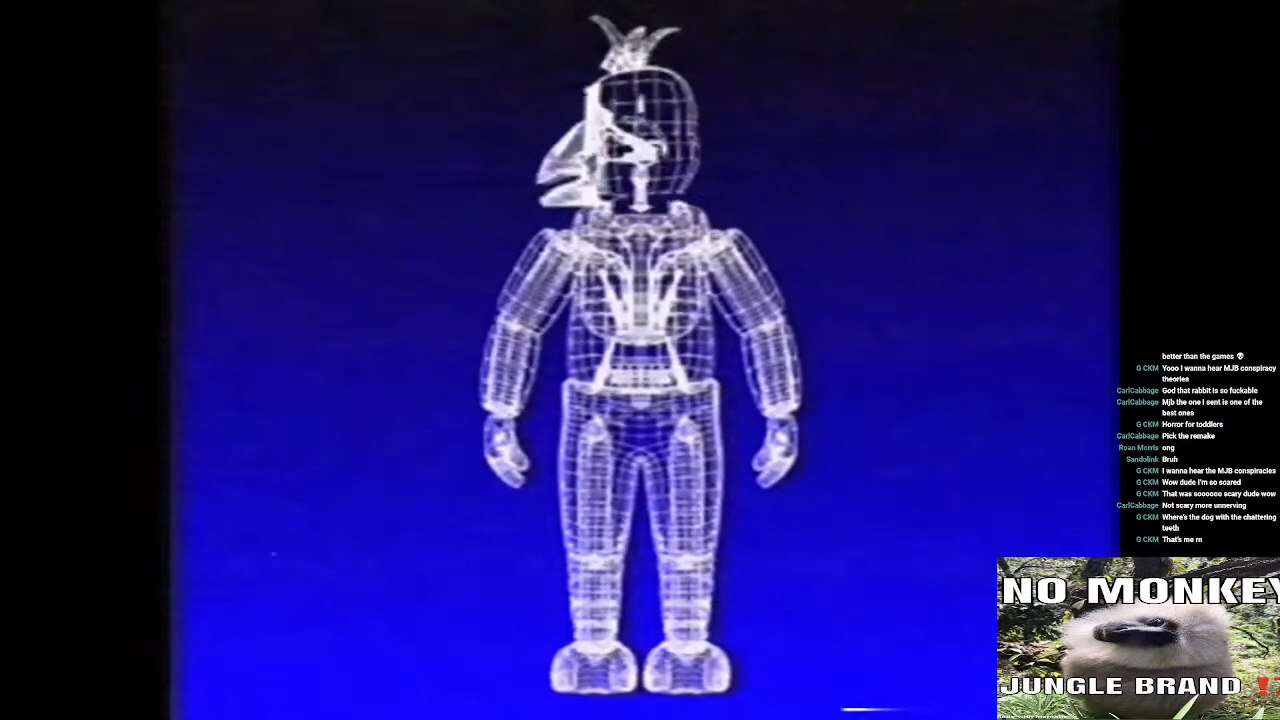 better than the games 💀
G CKM Yooo I wanna hear MJB conspiracy
theories
CarlCabbage God that rabbit is so fuckable
CarlCabbage Mjb the one I sent is one of the
best ones
G CKM Horror for toddlers
CarlCabbage Pick the remake
Roan Morris ong
Sandolink Bruh
G CKM I wanna hear the MJB conspiracies
G CKM Wow dude I'm so scared
G CKM That was soooooo scary dude wow
CarlCabbage Not scary more unnerving
G CKM Where's the dog with the chattering
teeth
G CKM That's me rn
NO MONKEY
JUNGLE BRAND❗